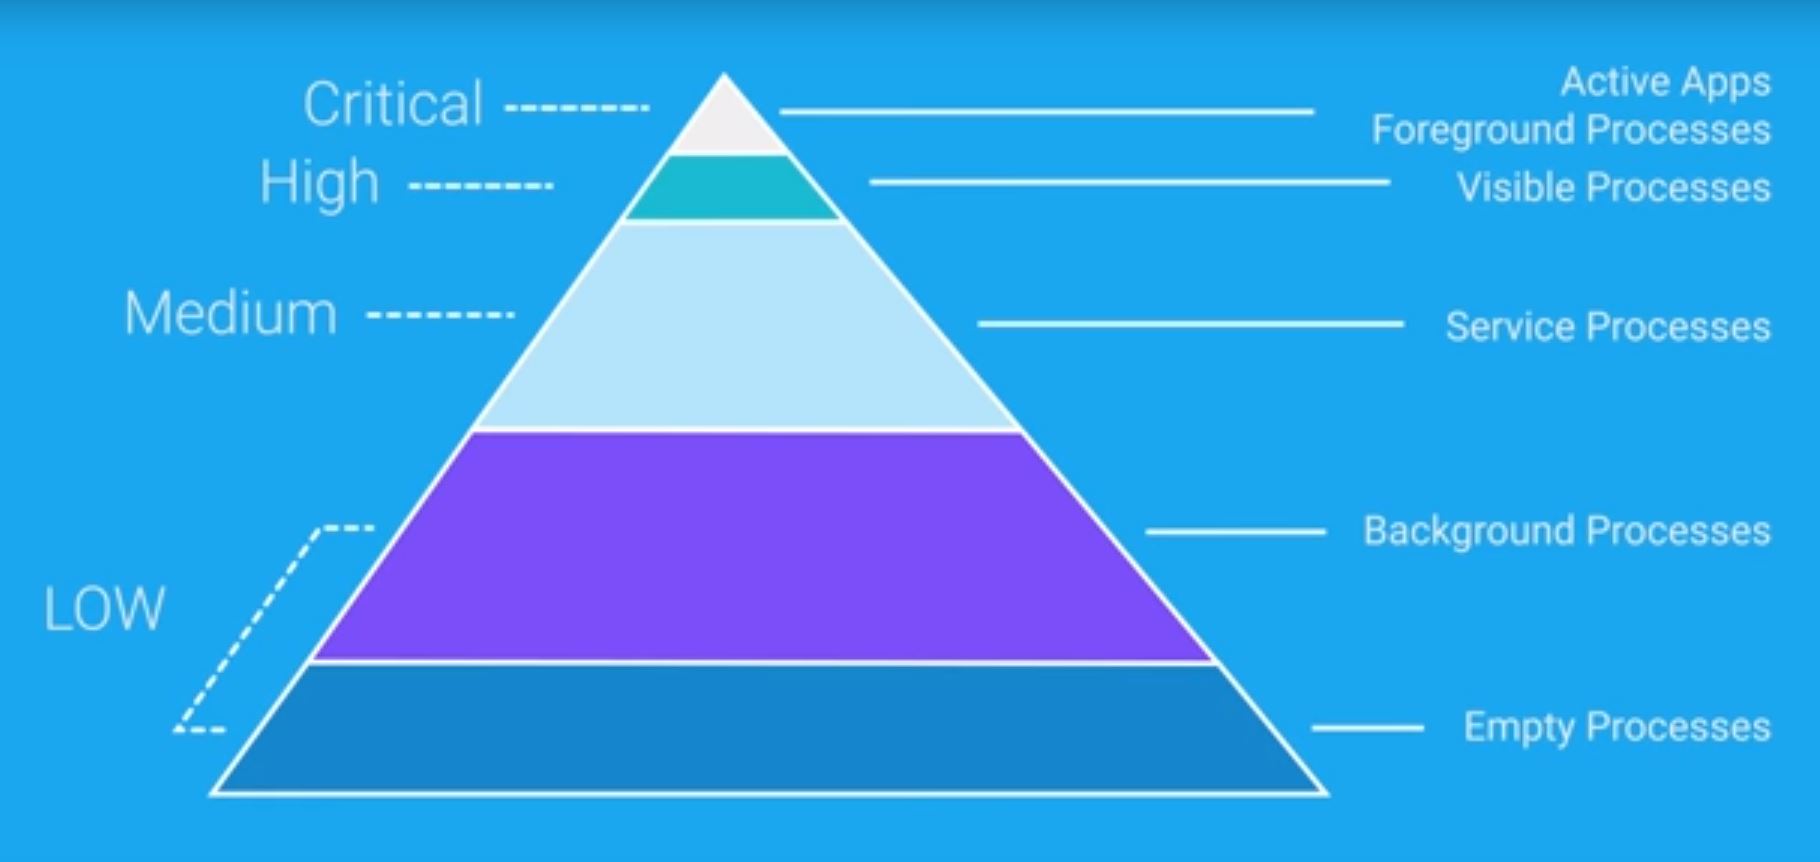 Critical
Active Apps
Foreground Processes
High
Visible Processes
Medium
Service Processes
Background Processes
LOW
Empty Processes